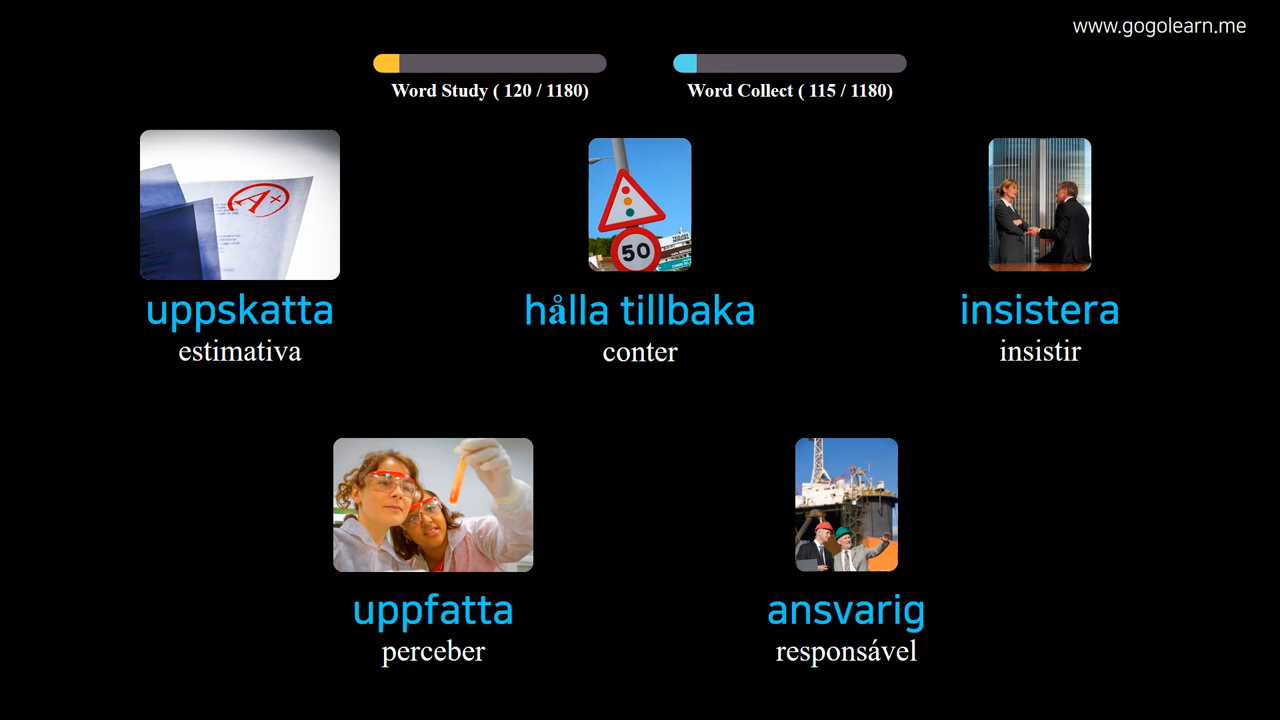 www.gogolearn.me
Word Study ( 120 / 1180)
Word Collect ( 115 / 1180)
A+
50
uppskatta
hålla tillbaka
insistera
estimativa
conter
insistir
uppfatta
ansvarig
perceber
responsável